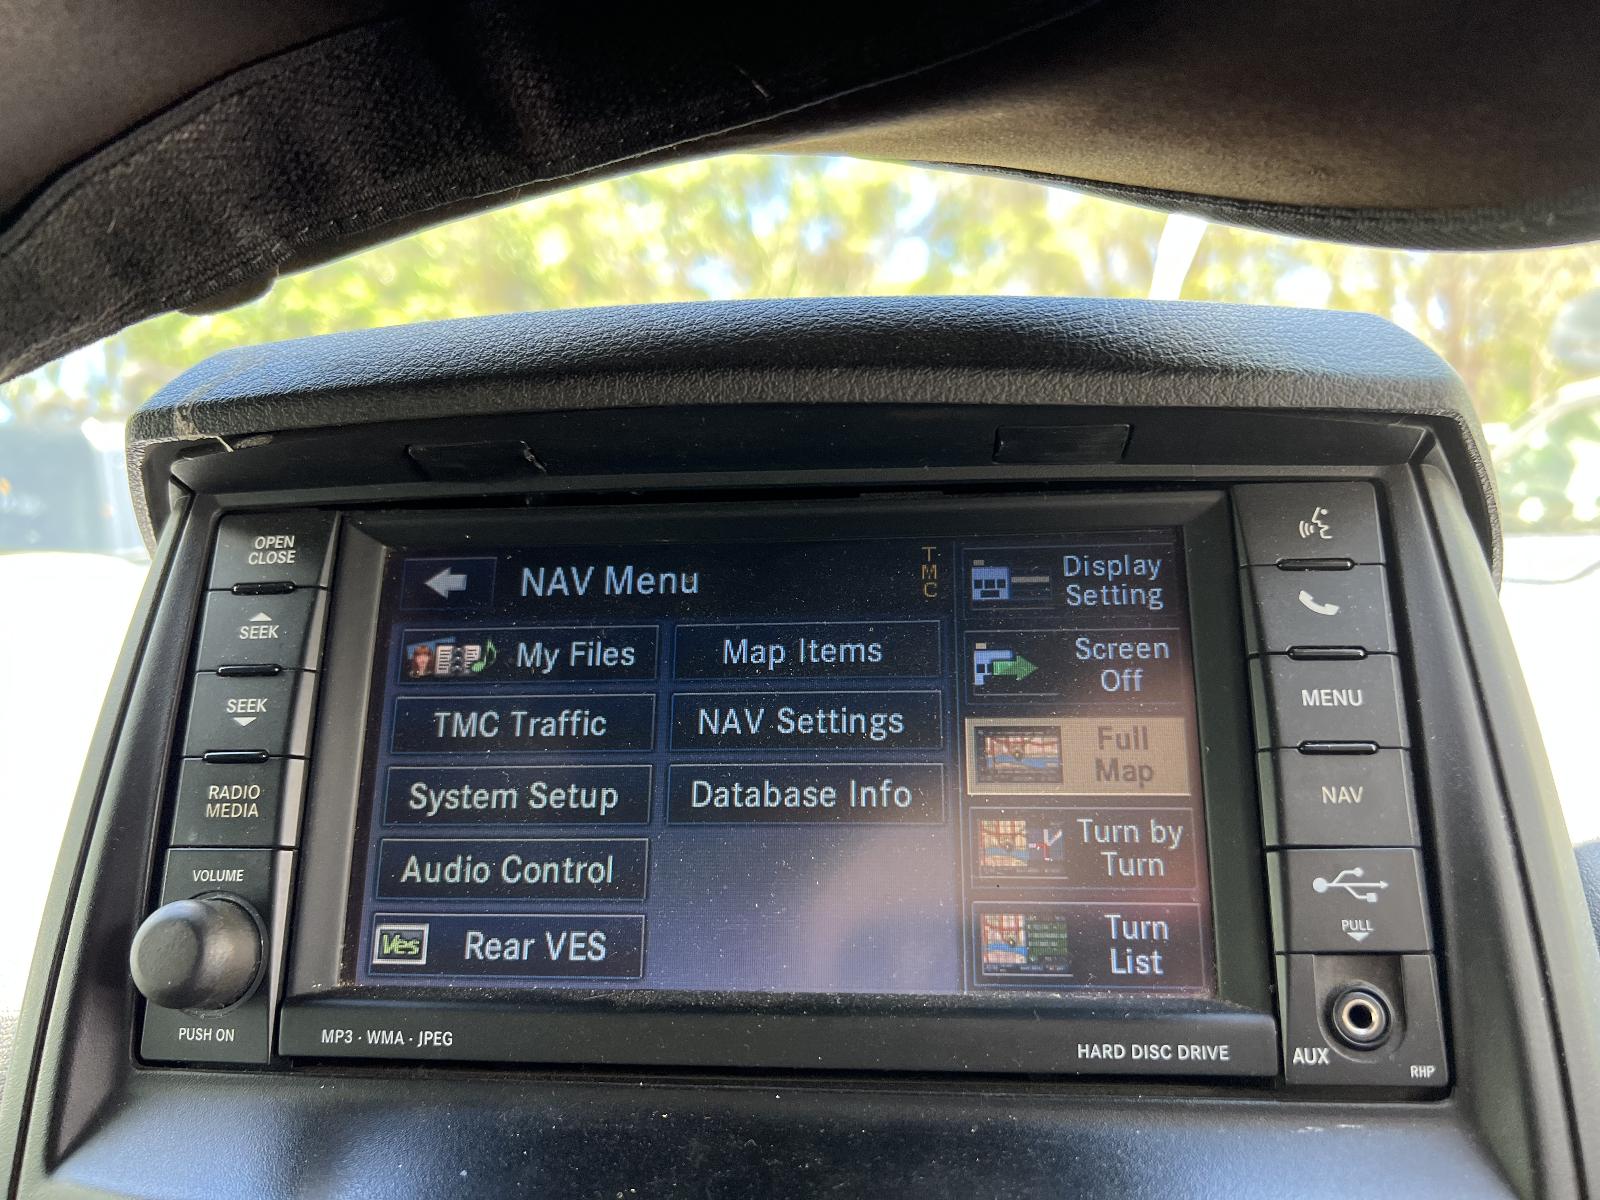 OPEN
CLOSE
SEEK
SEEK
RADIO
MEDIA
VOLUME
PUSH ON
NAV Menu
TMC
My Files
Map Items
TMC Traffic
NAV Settings
System Setup
Database Info
Audio Control
Ves
Rear VES
Display
Setting
Screen
Off
Full
Map
Turn by
Turn
Turn
List
MENU
NAV
PULL
AUX
RHP
MP3 · WMA · JPEG
HARD DISC DRIVE